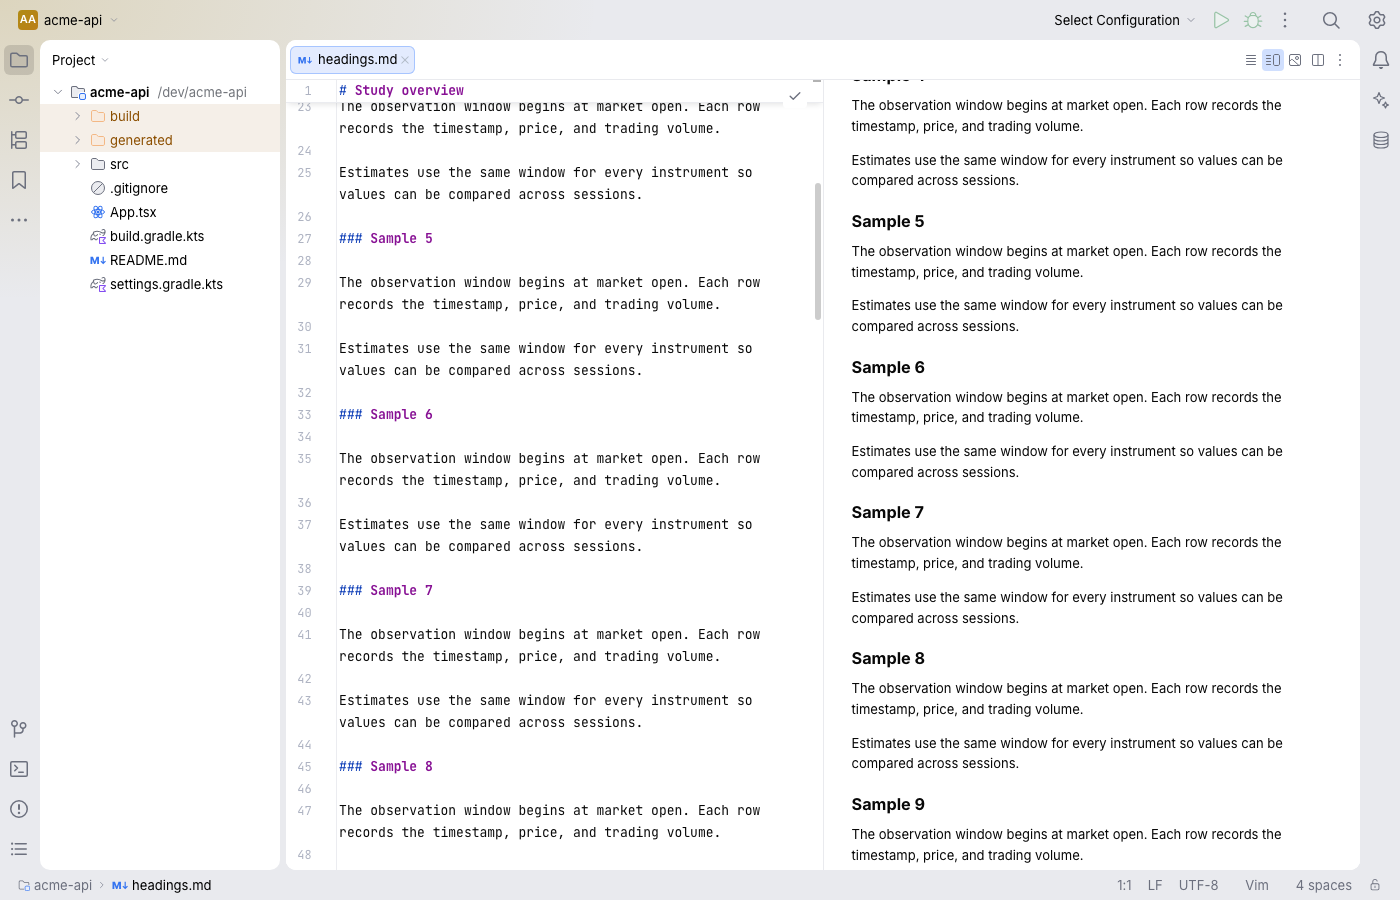 AA acme-api
Select Configuration
Project
acme-api /dev/acme-api
build
generated
src
.gitignore
App.tsx
build.gradle.kts
M↓ README.md
settings.gradle.kts
M↓ headings.md
1 # Study overview
23 The observation window begins at market open. Each row
records the timestamp, price, and trading volume.
24
25 Estimates use the same window for every instrument so
values can be compared across sessions.
26
27 ### Sample 5
28
29 The observation window begins at market open. Each row
records the timestamp, price, and trading volume.
30
31 Estimates use the same window for every instrument so
values can be compared across sessions.
32
33 ### Sample 6
34
35 The observation window begins at market open. Each row
records the timestamp, price, and trading volume.
36
37 Estimates use the same window for every instrument so
values can be compared across sessions.
38
39 ### Sample 7
40
41 The observation window begins at market open. Each row
records the timestamp, price, and trading volume.
42
43 Estimates use the same window for every instrument so
values can be compared across sessions.
44
45 ### Sample 8
46
47 The observation window begins at market open. Each row
records the timestamp, price, and trading volume.
48
The observation window begins at market open. Each row records the
timestamp, price, and trading volume.
Estimates use the same window for every instrument so values can be
compared across sessions.
Sample 5
The observation window begins at market open. Each row records the
timestamp, price, and trading volume.
Estimates use the same window for every instrument so values can be
compared across sessions.
Sample 6
The observation window begins at market open. Each row records the
timestamp, price, and trading volume.
Estimates use the same window for every instrument so values can be
compared across sessions.
Sample 7
The observation window begins at market open. Each row records the
timestamp, price, and trading volume.
Estimates use the same window for every instrument so values can be
compared across sessions.
Sample 8
The observation window begins at market open. Each row records the
timestamp, price, and trading volume.
Estimates use the same window for every instrument so values can be
compared across sessions.
Sample 9
The observation window begins at market open. Each row records the
timestamp, price, and trading volume.
acme-api › M↓ headings.md
1:1 LF UTF-8 Vim 4 spaces